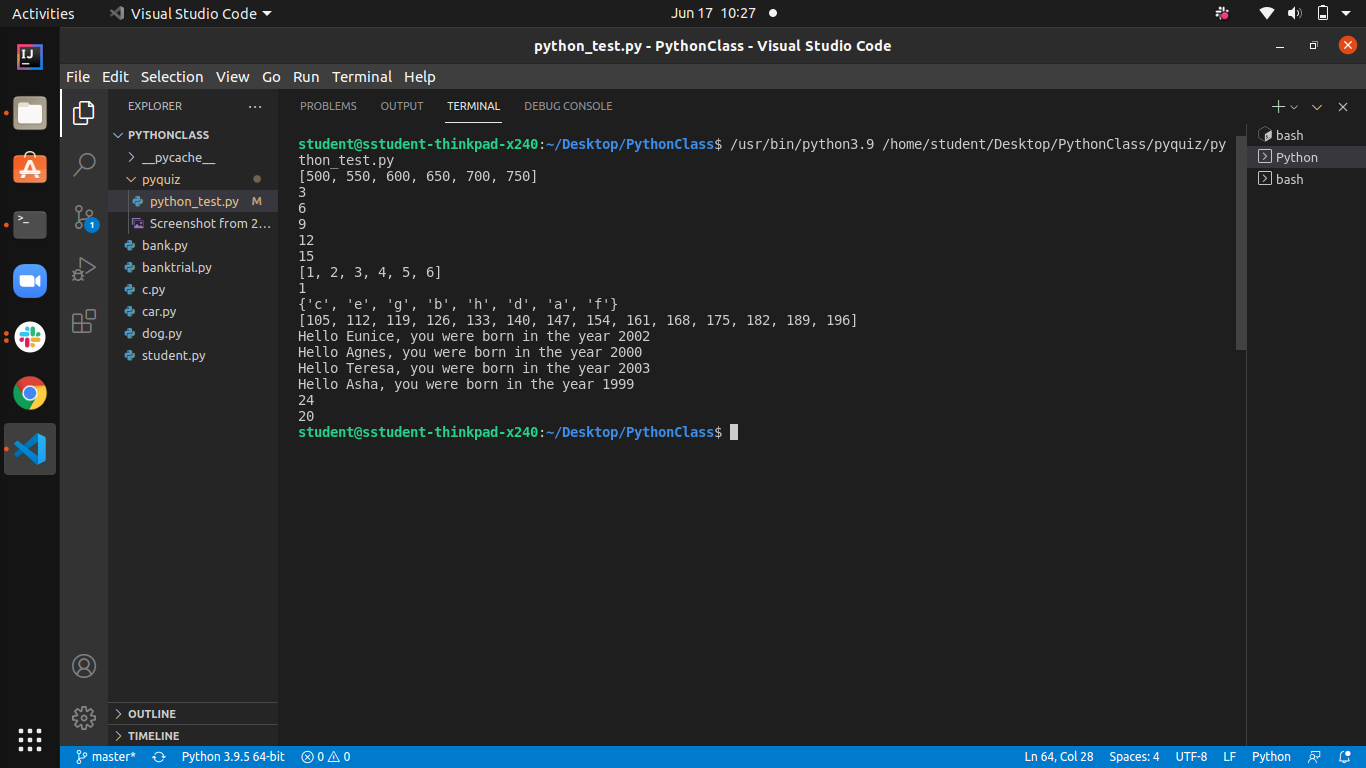 Activities Visual Studio Code Jun 17 10:27
python_test.py - PythonClass - Visual Studio Code
File Edit Selection View Go Run Terminal Help
EXPLORER
PYTHONCLASS
__pycache__
pyquiz
python_test.py M
Screenshot from 2...
bank.py
banktrial.py
c.py
car.py
dog.py
student.py
OUTLINE
TIMELINE
IJ
1
PROBLEMS OUTPUT TERMINAL DEBUG CONSOLE
student@sstudent-thinkpad-x240:~/Desktop/PythonClass$ /usr/bin/python3.9 /home/student/Desktop/PythonClass/pyquiz/py
thon_test.py
[500, 550, 600, 650, 700, 750]
3
6
9
12
15
[1, 2, 3, 4, 5, 6]
1
{'c', 'e', 'g', 'b', 'h', 'd', 'a', 'f'}
[105, 112, 119, 126, 133, 140, 147, 154, 161, 168, 175, 182, 189, 196]
Hello Eunice, you were born in the year 2002
Hello Agnes, you were born in the year 2000
Hello Teresa, you were born in the year 2003
Hello Asha, you were born in the year 1999
24
20
student@sstudent-thinkpad-x240:~/Desktop/PythonClass$
bash
Python
bash
master* Python 3.9.5 64-bit 0 0 Ln 64, Col 28 Spaces: 4 UTF-8 LF Python